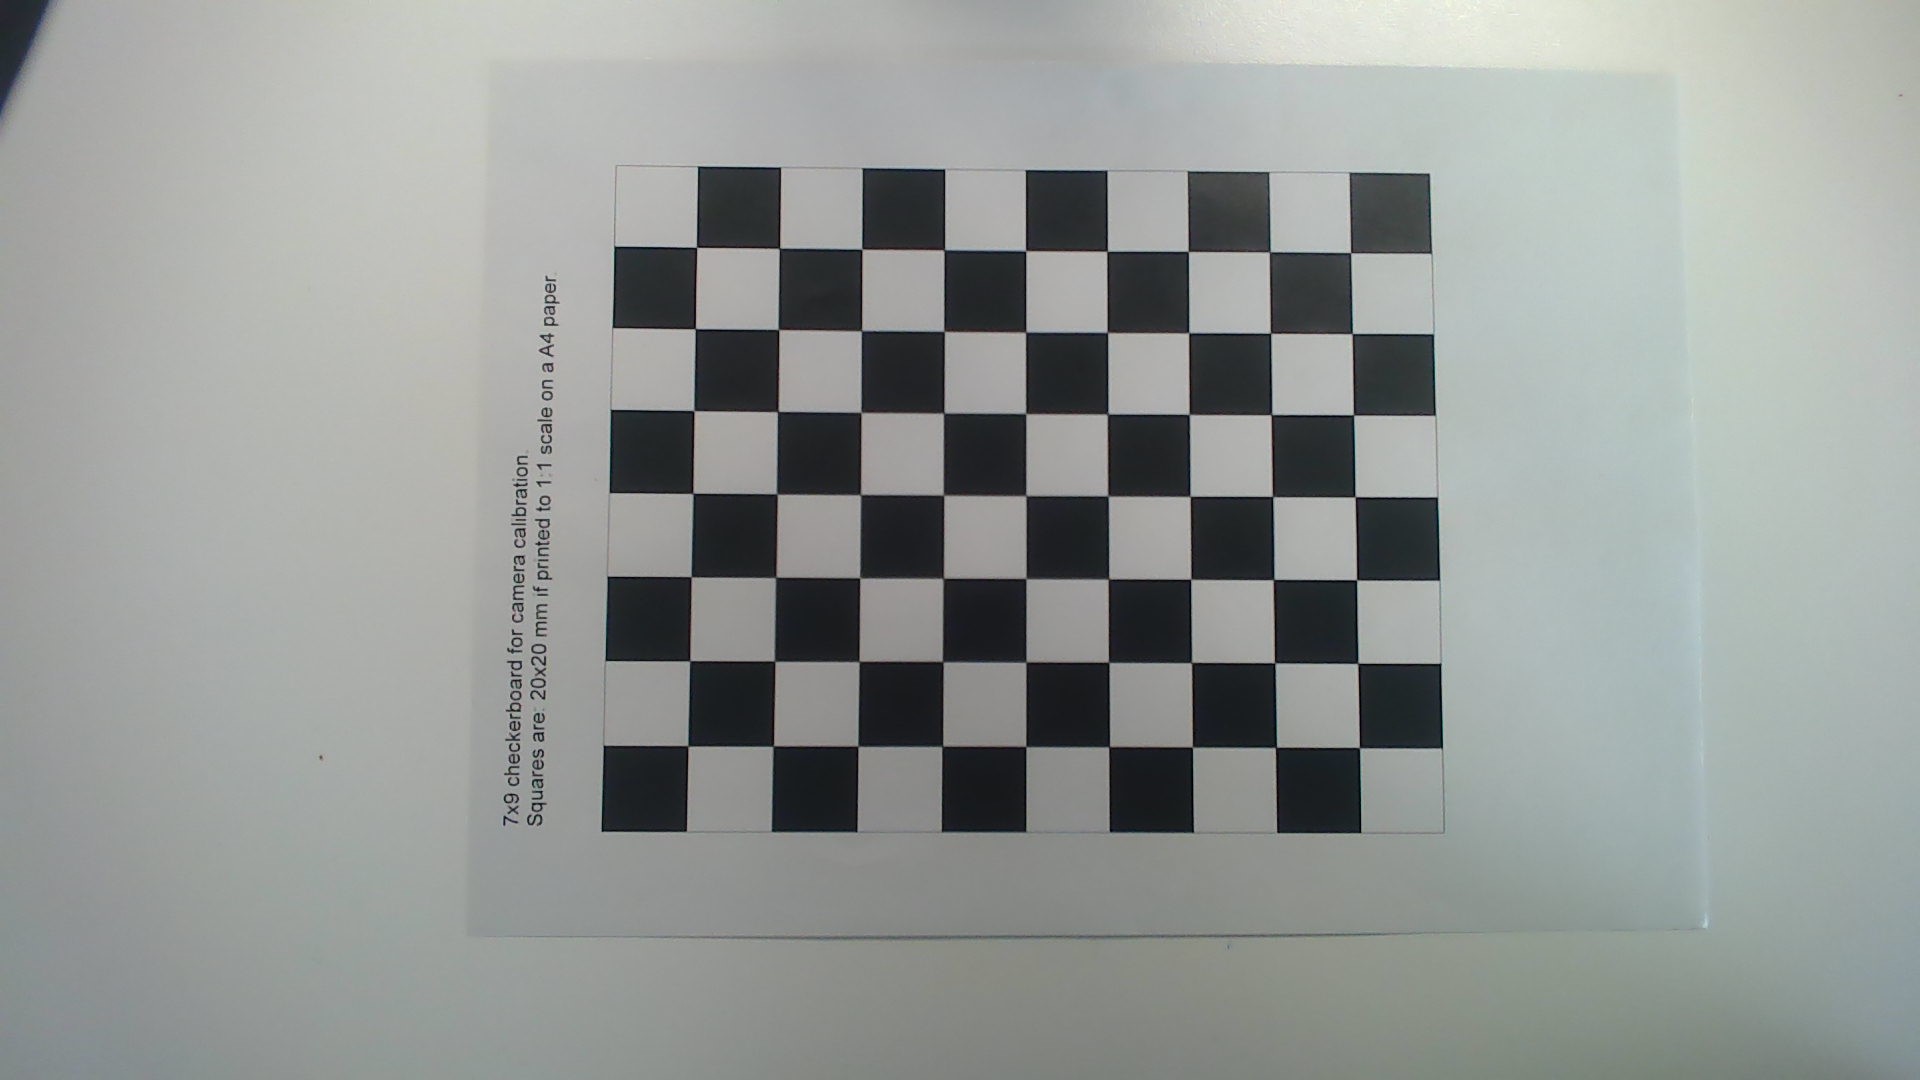 7x9 checkerboard for camera calibration.
Squares are: 20x20 mm if printed to 1:1 scale on a A4 paper.